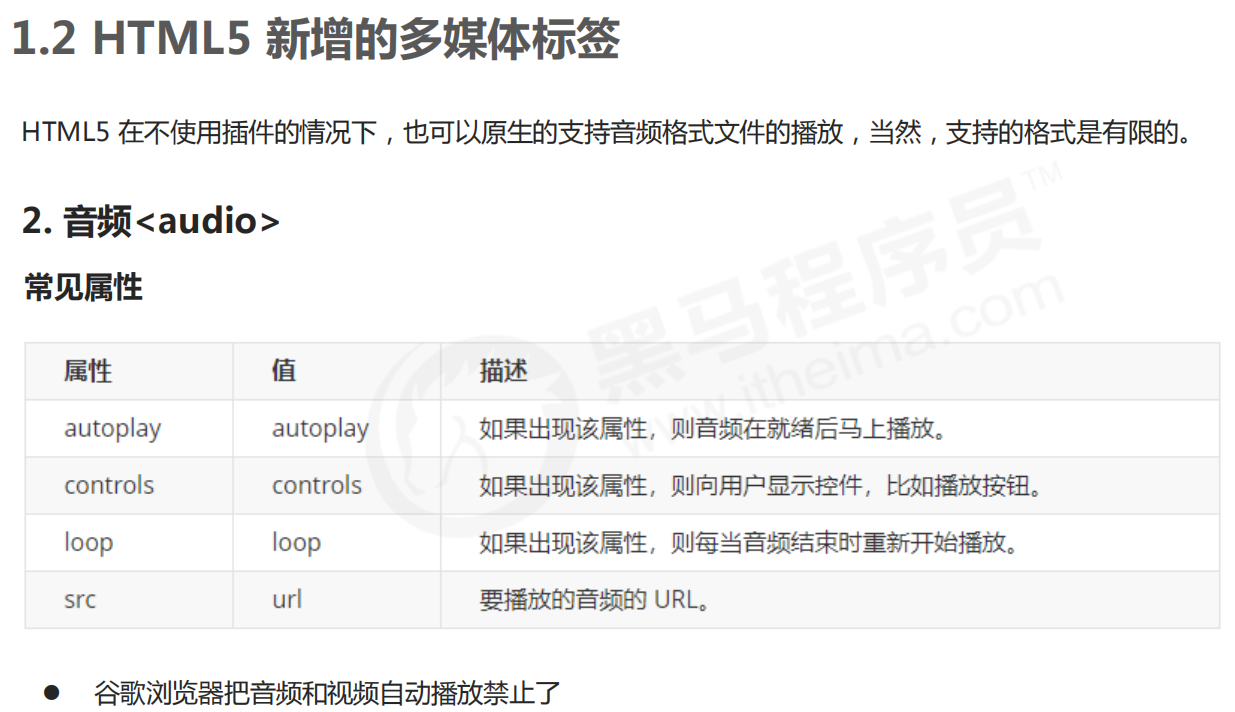 1.2 HTML5 新增的多媒体标签
HTML5 在不使用插件的情况下，也可以原生的支持音频格式文件的播放，当然，支持的格式是有限的。
2. 音频<audio>
常见属性
属性 值 描述
autoplay autoplay 如果出现该属性，则音频在就绪后马上播放。
controls controls 如果出现该属性，则向用户显示控件，比如播放按钮。
loop loop 如果出现该属性，则每当音频结束时重新开始播放。
src url 要播放的音频的 URL。
● 谷歌浏览器把音频和视频自动播放禁止了
黑马程序员™
www.itheima.com